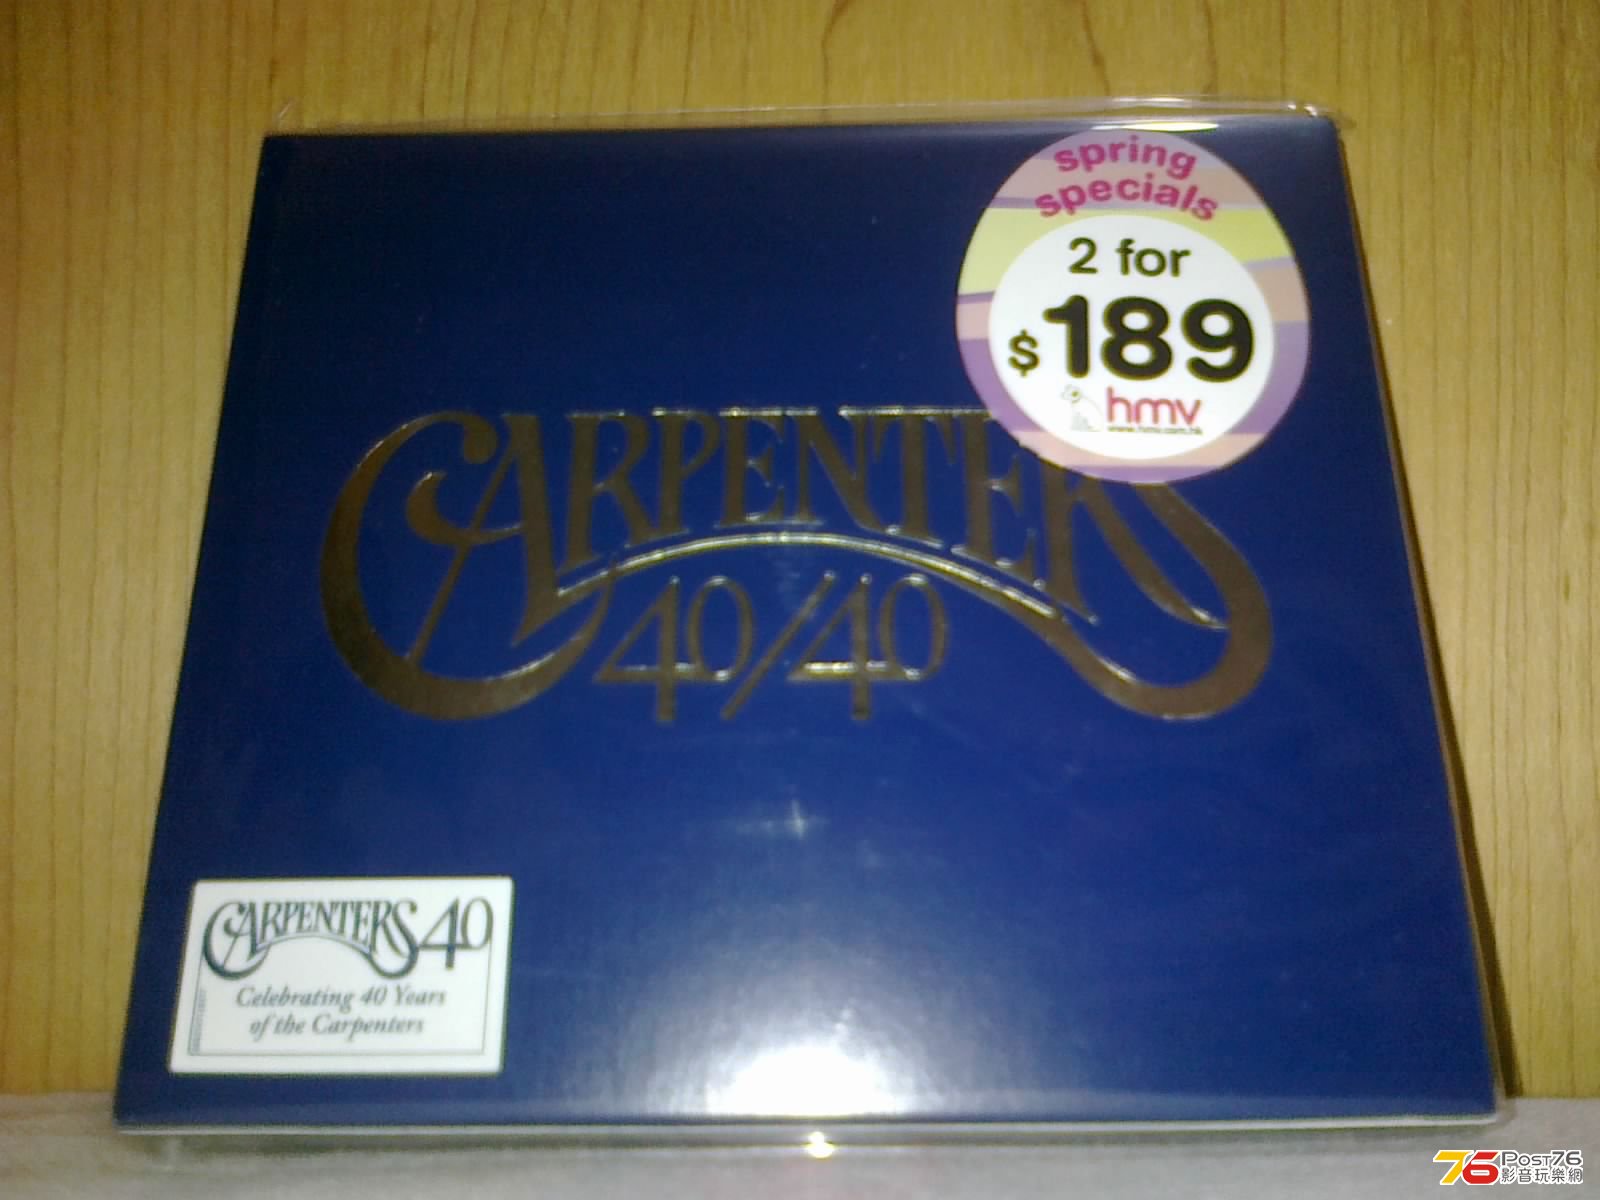 spring
specials
2 for
$189
hmv
www.hmv.com.hk
CARPENTERS
40/40
CARPENTERS 40
Celebrating 40 Years
of the Carpenters
76 Post76
影音玩樂網